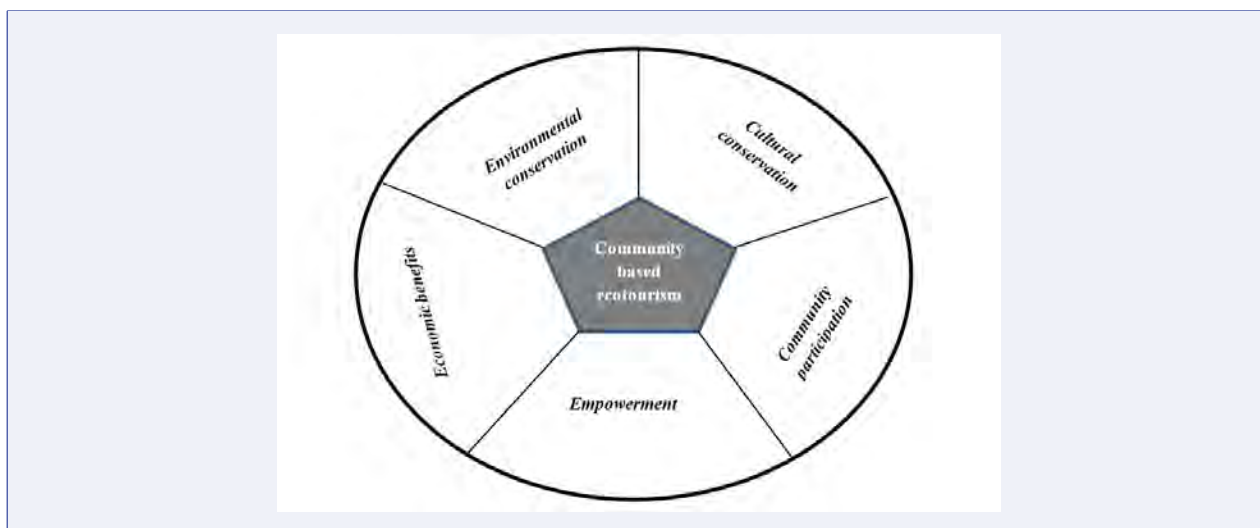 Environmental
conservation
Cultural
conservation
Community
based
ecotourism
Economic benefits
Community
participation
Empowerment